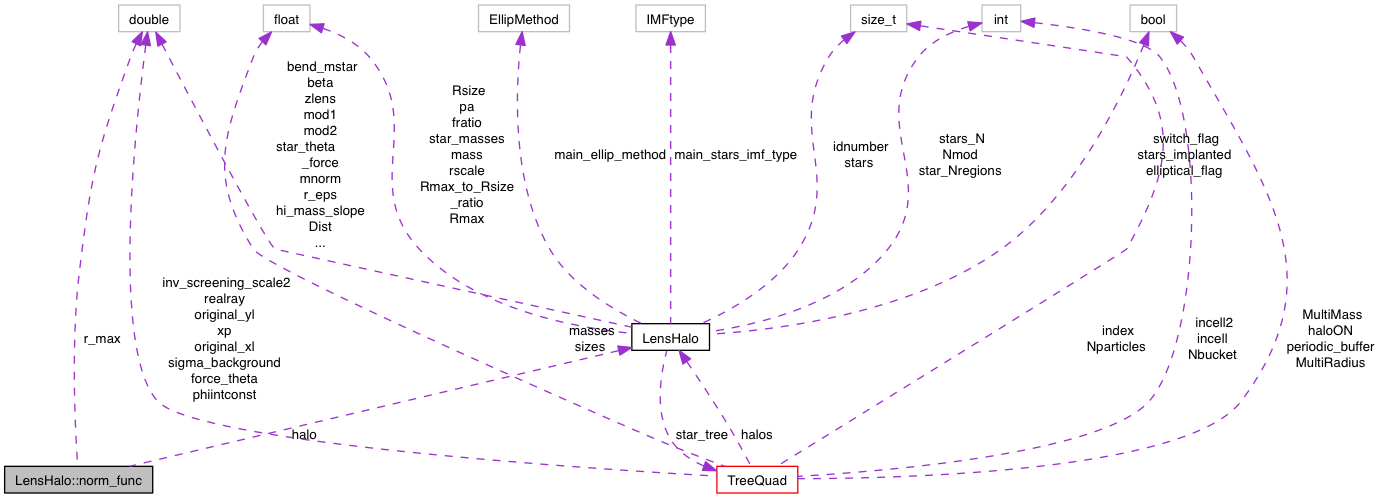 double
float
EllipMethod
IMFtype
size_t
int
bool
bend_mstar
beta
zlens
mod1
mod2
star_theta
_force
mnorm
r_eps
hi_mass_slope
Dist
...
Rsize
pa
fratio
star_masses
mass
rscale
Rmax_to_Rsize
_ratio
Rmax
main_ellip_method
main_stars_imf_type
idnumber
stars
stars_N
Nmod
star_Nregions
switch_flag
stars_implanted
elliptical_flag
r_max
inv_screening_scale2
realray
original_yl
xp
original_xl
sigma_background
force_theta
phiintconst
masses
sizes
LensHalo
index
Nparticles
incell2
incell
Nbucket
MultiMass
haloON
periodic_buffer
MultiRadius
halo
star_tree
halos
LensHalo::norm_func
TreeQuad